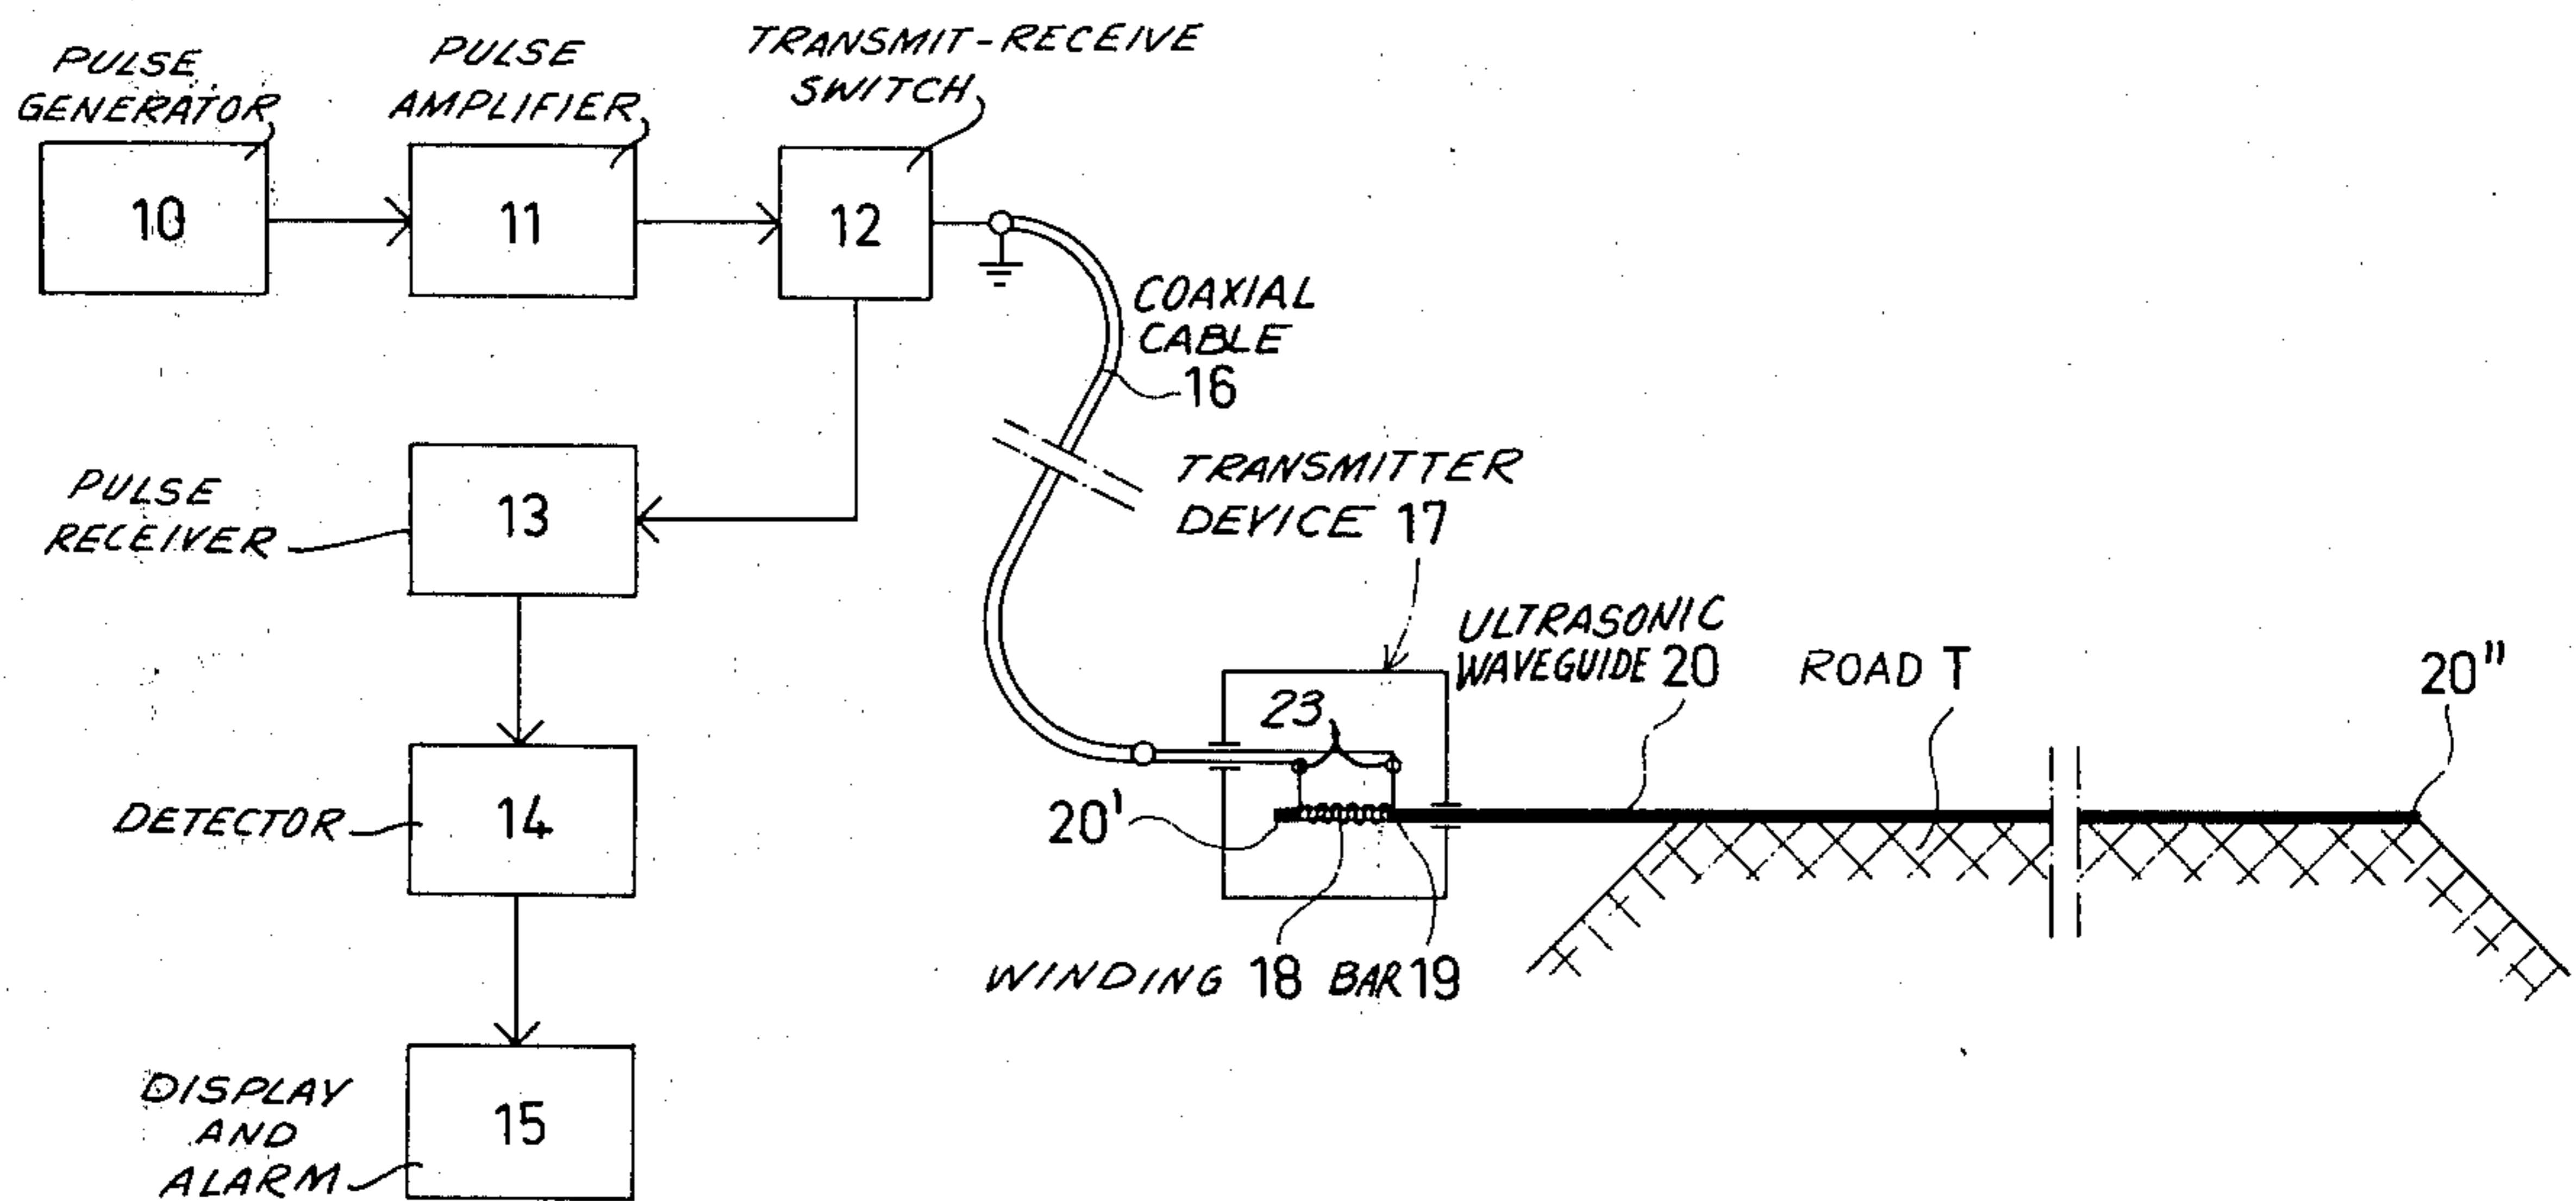 PULSE
GENERATOR
10
PULSE
AMPLIFIER
11
TRANSMIT-RECEIVE
SWITCH
12
COAXIAL
CABLE
16
PULSE
RECEIVER
13
TRANSMITTER
DEVICE 17
ULTRASONIC
WAVEGUIDE 20
ROAD T
20"
23
20'
DETECTOR
14
WINDING 18
BAR 19
DISPLAY
AND
ALARM
15